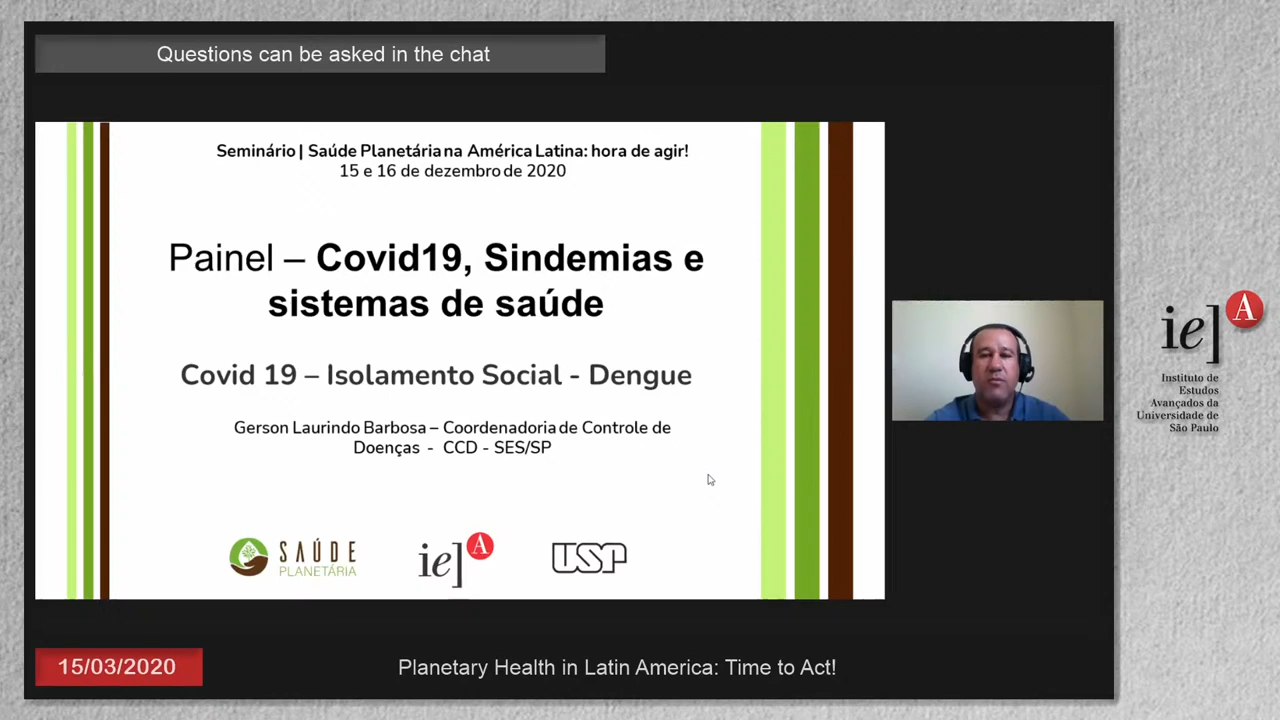 Questions can be asked in the chat
Seminário | Saúde Planetária na América Latina: hora de agir!
15 e 16 de dezembro de 2020
Painel – Covid19, Sindemias e
sistemas de saúde
Covid 19 – Isolamento Social - Dengue
Gerson Laurindo Barbosa – Coordenadoria de Controle de
Doenças - CCD - SES/SP
SAÚDE
PLANETÁRIA
ie] A
USP
ie] A
Instituto de
Estudos
Avançados da
Universidade de
São Paulo
15/03/2020
Planetary Health in Latin America: Time to Act!